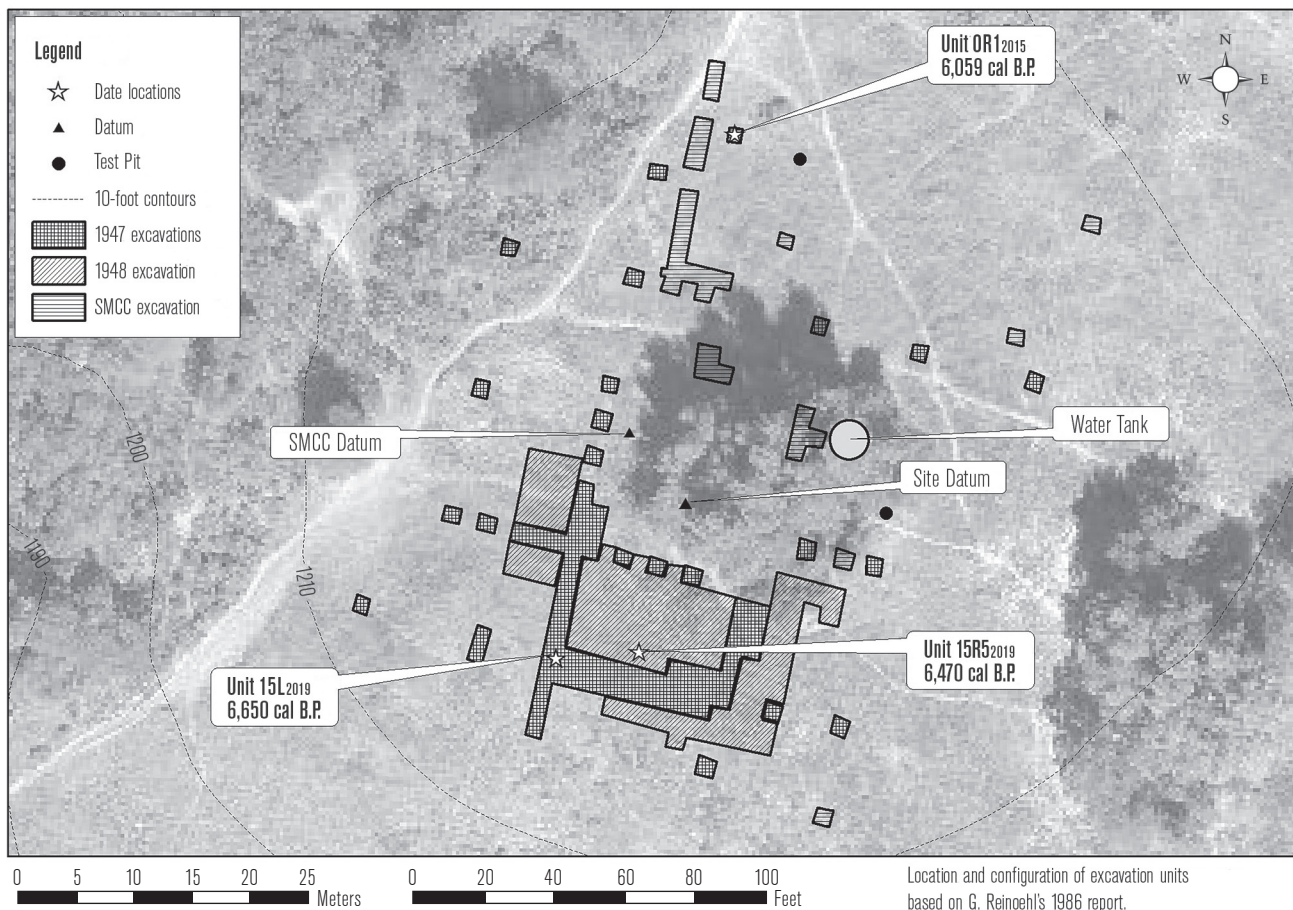 Legend
Date locations
Datum
Test Pit
10-foot contours
1947 excavations
1948 excavation
SMCC excavation
Unit 0R12015
6,059 cal B.P.
N
W E
S
SMCC Datum
Water Tank
Site Datum
1200
1190
1210
Unit 15L2019
6,650 cal B.P.
Unit 15R52019
6,470 cal B.P.
0 5 10 15 20 25
Meters
0 20 40 60 80 100
Feet
Location and configuration of excavation units
based on G. Reinoehl's 1986 report.